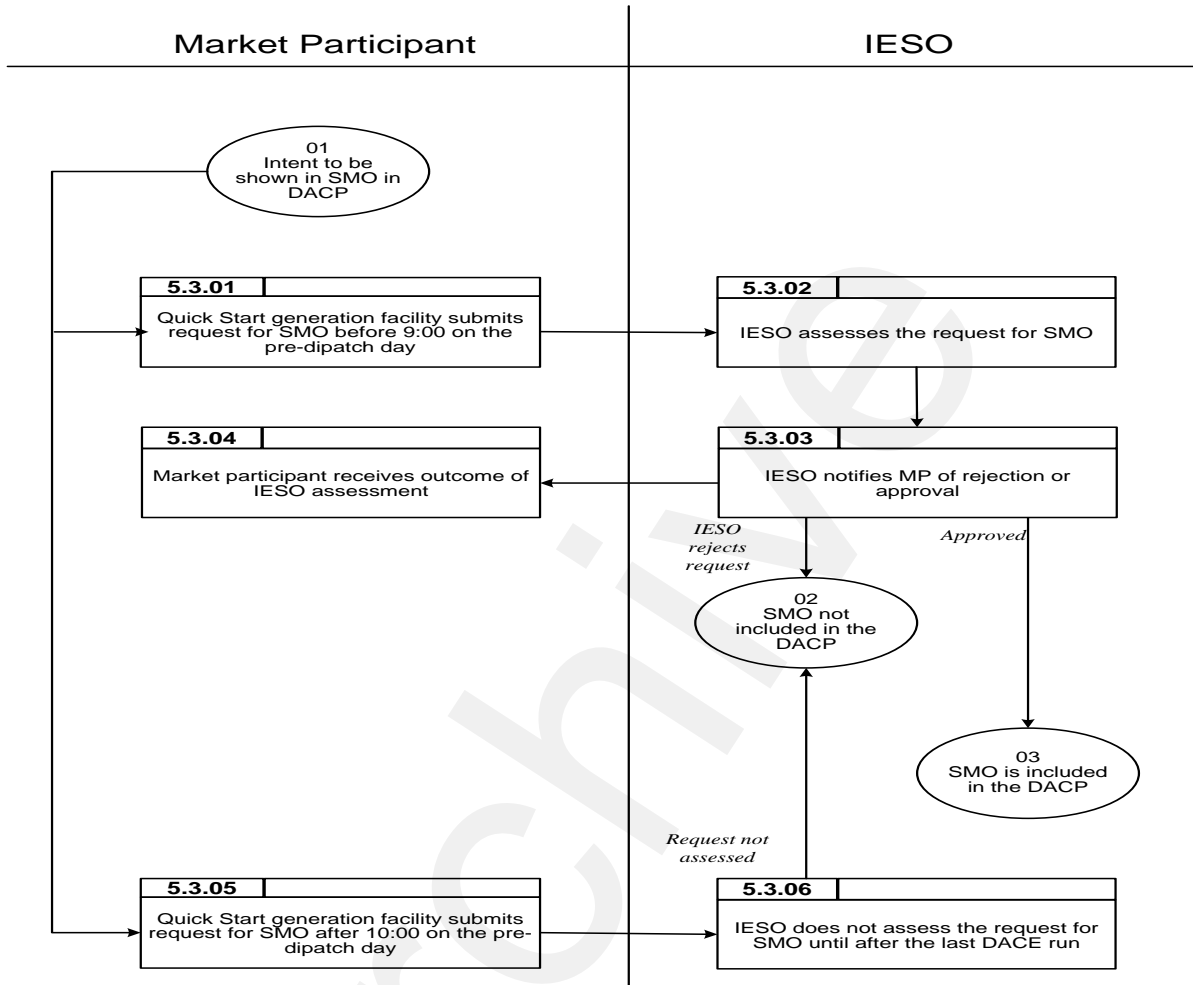 Market Participant
IESO
01
Intent to be
shown in SMO in
DACP
5.3.01
Quick Start generation facility submits
request for SMO before 9:00 on the
pre-dipatch day
5.3.02
IESO assesses the request for SMO
5.3.04
Market participant receives outcome of
IESO assessment
5.3.03
IESO notifies MP of rejection or
approval
IESO
rejects
request
Approved
02
SMO not
included in the
DACP
03
SMO is included
in the DACP
Request not
assessed
5.3.05
Quick Start generation facility submits
request for SMO after 10:00 on the pre-
dipatch day
5.3.06
IESO does not assess the request for
SMO until after the last DACE run
rchive